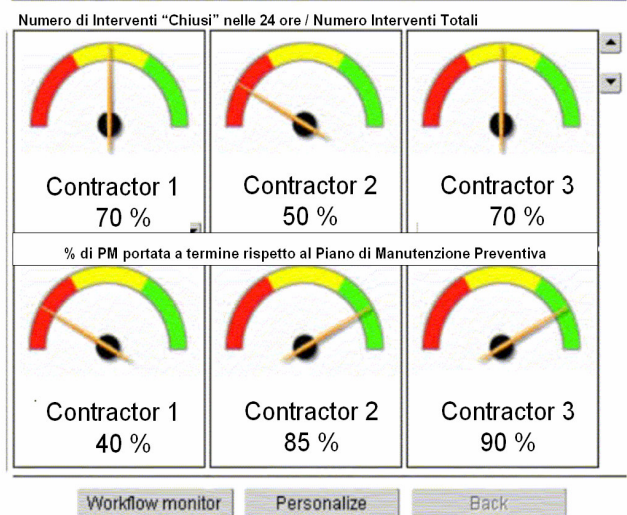 Numero di Interventi “Chiusi” nelle 24 ore / Numero Interventi Totali
Contractor 1
70 %
Contractor 2
50 %
Contractor 3
70 %
% di PM portata a termine rispetto al Piano di Manutenzione Preventiva
Contractor 1
40 %
Contractor 2
85 %
Contractor 3
90 %
Workflow monitor
Personalize
Back